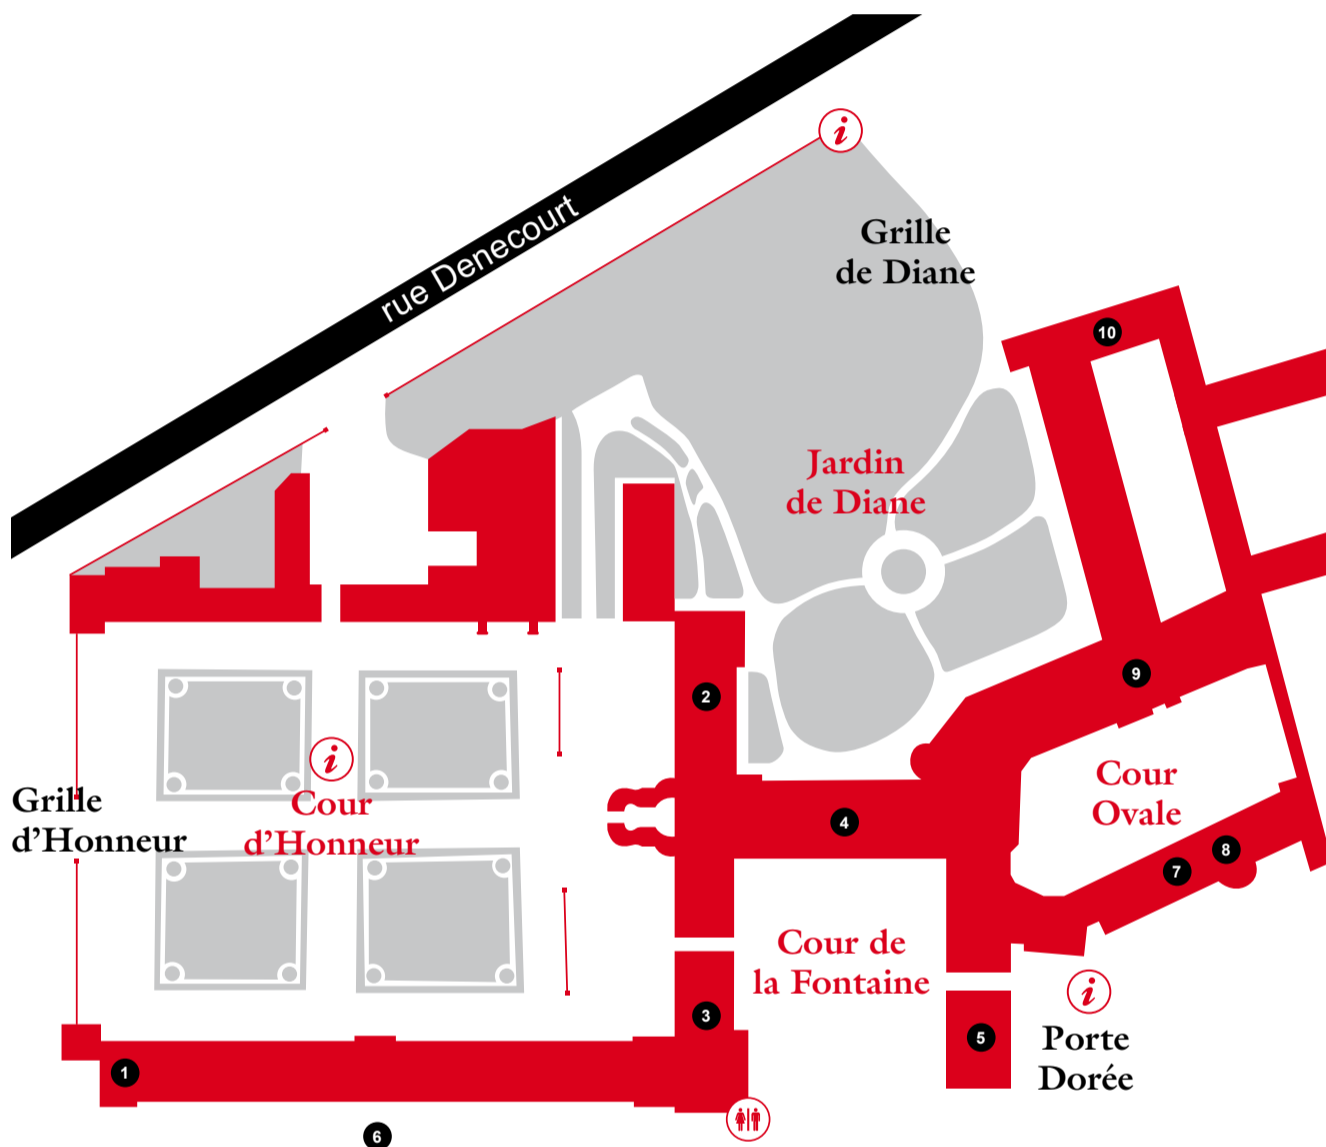 i
rue Denecourt
Grille
de Diane
10
Jardin
de Diane
9
2
i
Cour
Ovale
Grille
d’Honneur
Cour
d’Honneur
4
8
7
Cour de
la Fontaine
i
3
5
Porte
Dorée
1
6